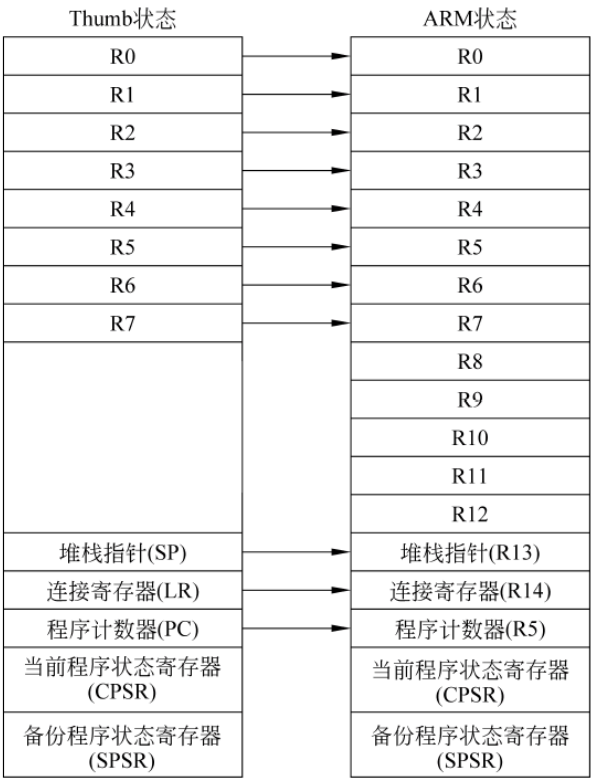 Thumb状态
R0
R1
R2
R3
R4
R5
R6
R7
堆栈指针(SP)
连接寄存器(LR)
程序计数器(PC)
当前程序状态寄存器
(CPSR)
备份程序状态寄存器
(SPSR)
ARM状态
R0
R1
R2
R3
R4
R5
R6
R7
R8
R9
R10
R11
R12
堆栈指针(R13)
连接寄存器(R14)
程序计数器(R5)
当前程序状态寄存器
(CPSR)
备份程序状态寄存器
(SPSR)